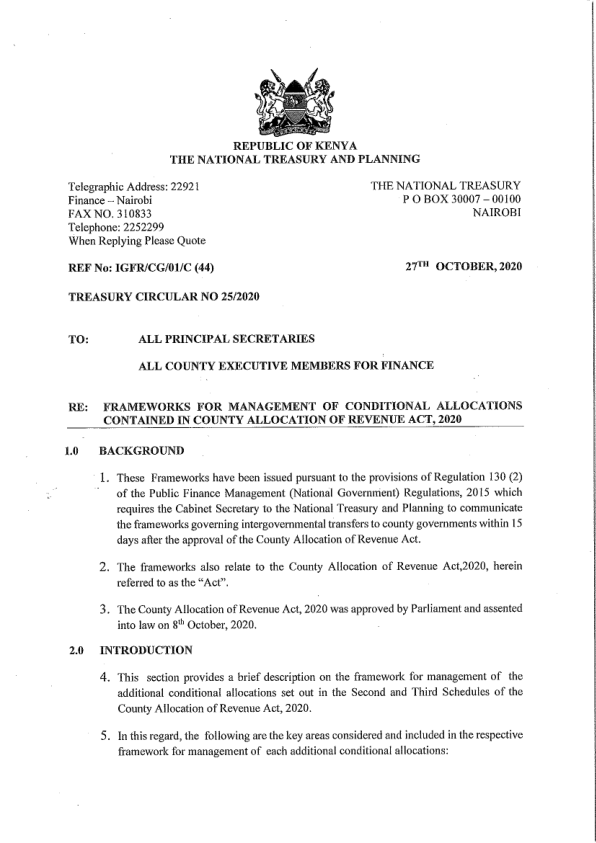 REPUBLIC OF KENYA
THE NATIONAL TREASURY AND PLANNING
Telegraphic Address: 22921
Finance – Nairobi
FAX NO. 310833
Telephone: 2252299
When Replying Please Quote
THE NATIONAL TREASURY
P O BOX 30007 – 00100
NAIROBI
REF No: IGFR/CG/01/C (44)
27TH OCTOBER, 2020
TREASURY CIRCULAR NO 25/2020
TO: ALL PRINCIPAL SECRETARIES
ALL COUNTY EXECUTIVE MEMBERS FOR FINANCE
RE: FRAMEWORKS FOR MANAGEMENT OF CONDITIONAL ALLOCATIONS
CONTAINED IN COUNTY ALLOCATION OF REVENUE ACT, 2020
1.0 BACKGROUND
1. These Frameworks have been issued pursuant to the provisions of Regulation 130 (2)
of the Public Finance Management (National Government) Regulations, 2015 which
requires the Cabinet Secretary to the National Treasury and Planning to communicate
the frameworks governing intergovernmental transfers to county governments within 15
days after the approval of the County Allocation of Revenue Act.
2. The frameworks also relate to the County Allocation of Revenue Act,2020, herein
referred to as the “Act”.
3. The County Allocation of Revenue Act, 2020 was approved by Parliament and assented
into law on 8th October, 2020.
2.0 INTRODUCTION
4. This section provides a brief description on the framework for management of the
additional conditional allocations set out in the Second and Third Schedules of the
County Allocation of Revenue Act, 2020.
5. In this regard, the following are the key areas considered and included in the respective
framework for management of each additional conditional allocations: